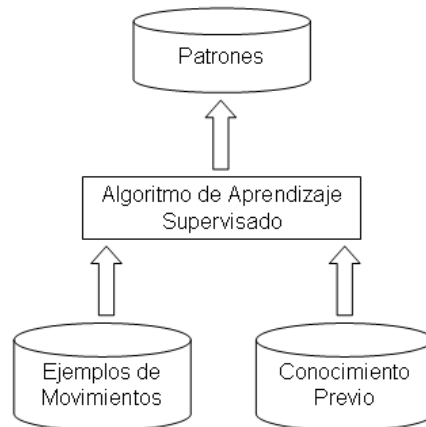 Patrones
Algoritmo de Aprendizaje
Supervisado
Ejemplos de
Movimientos
Conocimiento
Previo